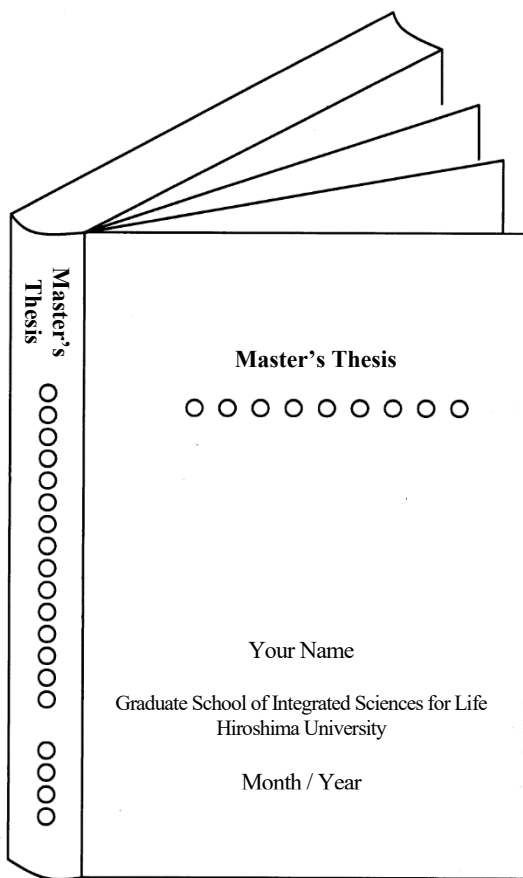 Master's
Thesis
○○○○○○○○○○○○○○○
○○○○
Master's Thesis
○ ○ ○ ○ ○ ○ ○ ○ ○
Your Name
Graduate School of Integrated Sciences for Life
Hiroshima University
Month / Year